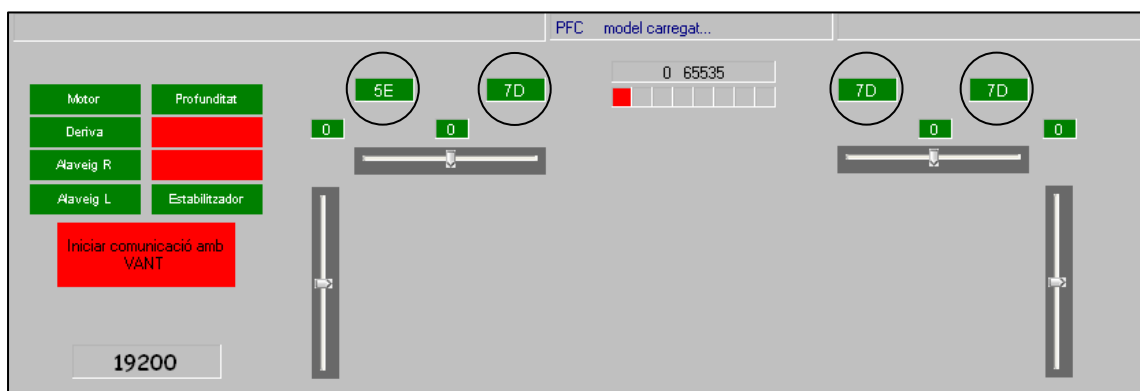 PFC model carregat...
0 65535
5E 7D 7D 7D
Motor Profunditat
Deriva
0 0 0 0
Alaveig R
Alaveig L Estabilitzador
Iniciar comunicació amb
VANT
19200